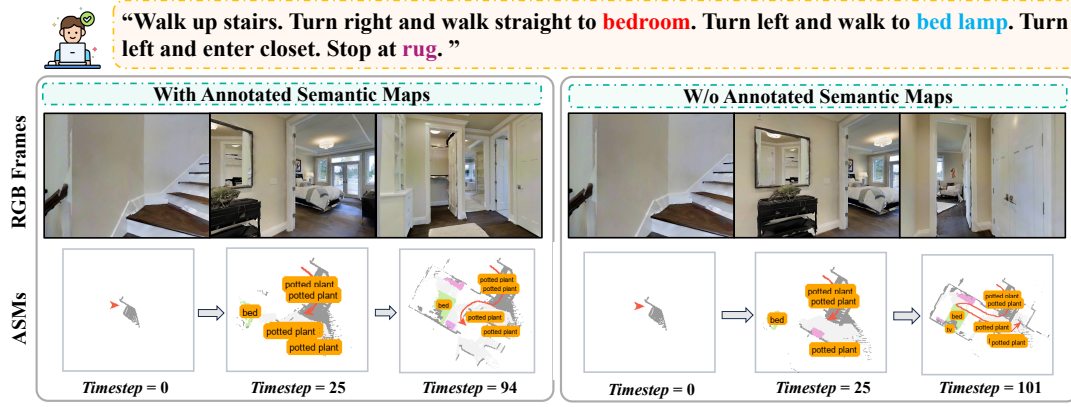 “Walk up stairs. Turn right and walk straight to bedroom. Turn left and walk to bed lamp. Turn
left and enter closet. Stop at rug. ”
With Annotated Semantic Maps
W/o Annotated Semantic Maps
RGB Frames
ASMs
potted plant
potted plant
bed
potted plant
potted plant
potted plant
potted plant
bed
potted plant
potted plant
potted plant
potted plant
bed
potted plant
potted plant
potted plant
bed
potted plant
tv
potted plant
Timestep = 0
Timestep = 25
Timestep = 94
Timestep = 0
Timestep = 25
Timestep = 101